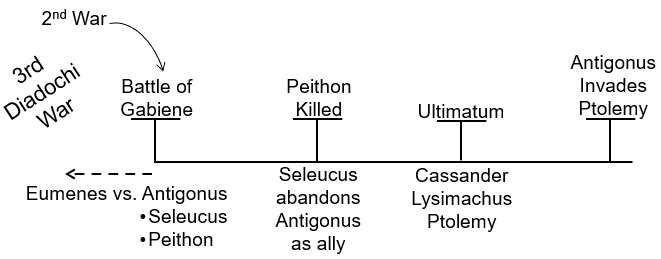 2nd War
3rd
Diadochi
War
Battle of
Gabiene
Peithon
Killed
Ultimatum
Antigonus
Invades
Ptolemy
Eumenes vs. Antigonus
•Seleucus
•Peithon
Seleucus
abandons
Antigonus
as ally
Cassander
Lysimachus
Ptolemy